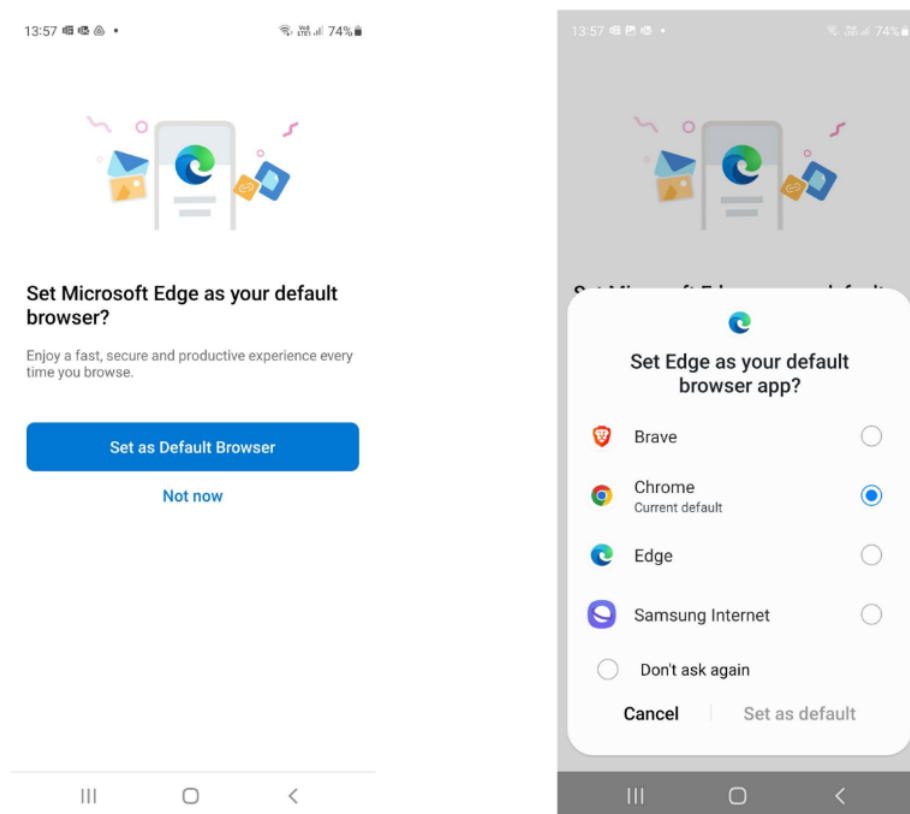 13:57
74%
Set Microsoft Edge as your default
browser?
Enjoy a fast, secure and productive experience every
time you browse.
Set as Default Browser
Not now
13:57
74%
Set Edge as your default
browser app?
Brave
Chrome
Current default
Edge
Samsung Internet
Don't ask again
Cancel
Set as default